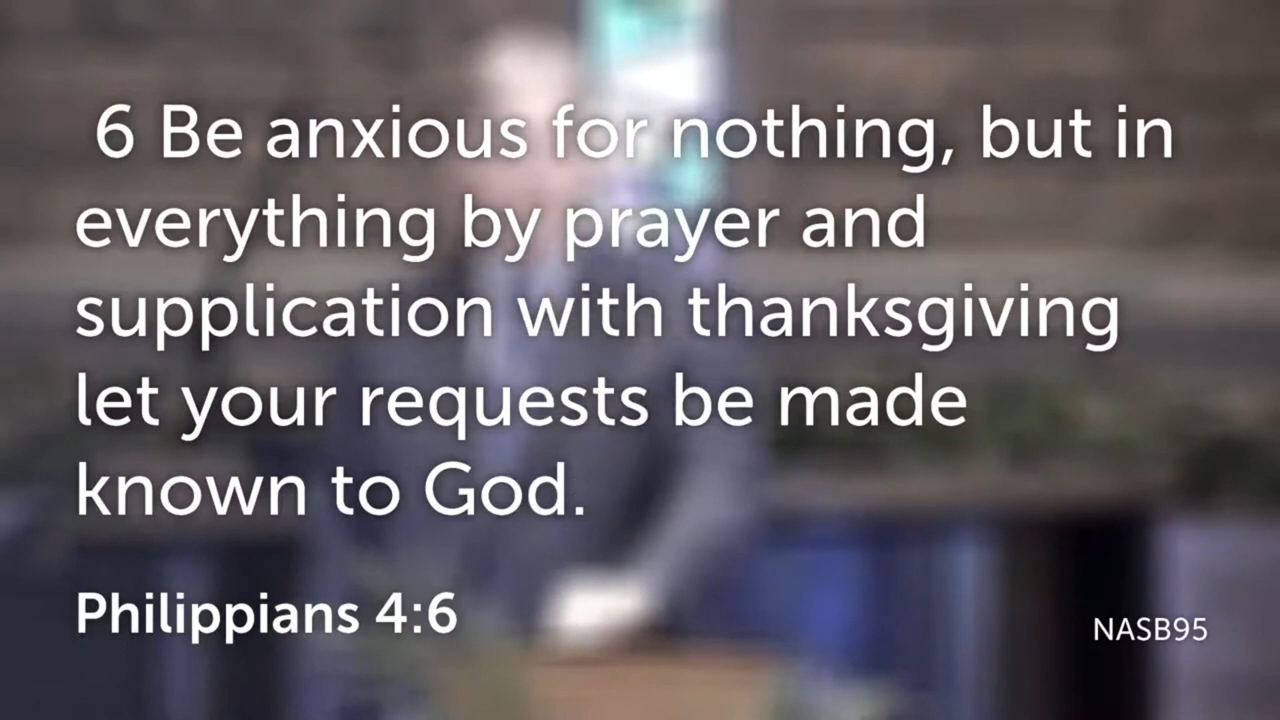 6 Be anxious for nothing, but in
everything by prayer and
supplication with thanksgiving
let your requests be made
known to God.
Philippians 4:6
NASB95